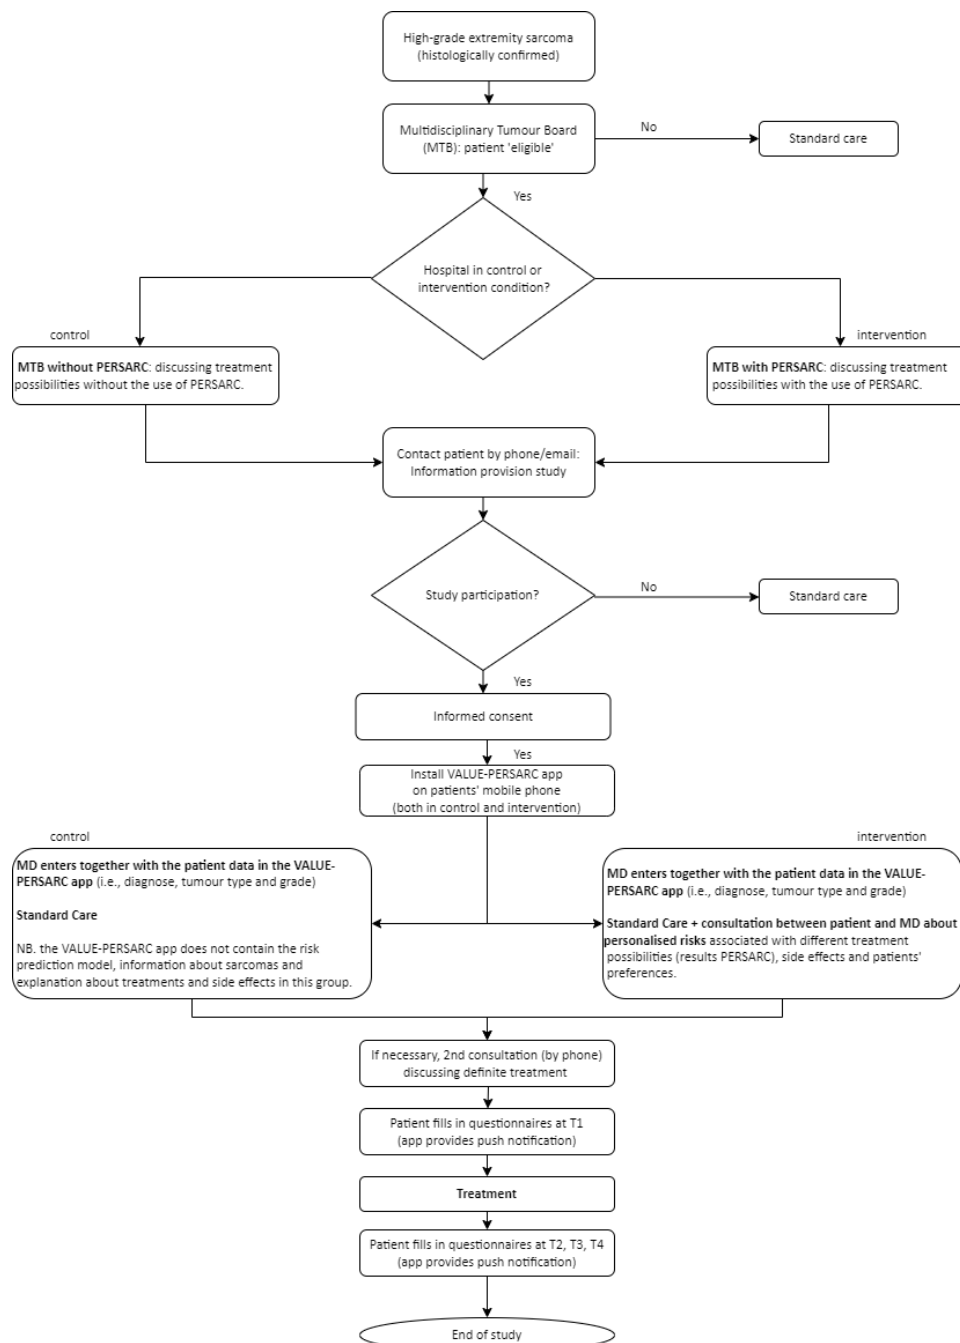 High-grade extremity sarcoma
(histologically confirmed)
Multidisciplinary Tumour Board
(MTB): patient 'eligible'
No
Standard care
Yes
Hospital in control or
intervention condition?
control
intervention
MTB without PERSARC: discussing treatment
possibilities without the use of PERSARC.
MTB with PERSARC: discussing treatment
possibilities with the use of PERSARC.
Contact patient by phone/email:
Information provision study
Study participation?
No
Standard care
Yes
Informed consent
Yes
Install VALUE-PERSARC app
on patients' mobile phone
(both in control and intervention)
control
intervention
MD enters together with the patient data in the VALUE-
PERSARC app (i.e., diagnose, tumour type and grade)
Standard Care
NB. the VALUE-PERSARC app does not contain the risk
prediction model, information about sarcomas and
explanation about treatments and side effects in this group.
MD enters together with the patient data in the VALUE-
PERSARC app (i.e., diagnose, tumour type and grade)
Standard Care + consultation between patient and MD about
personalised risks associated with different treatment
possibilities (results PERSARC), side effects and patients'
preferences.
If necessary, 2nd consultation (by phone)
discussing definite treatment
Patient fills in questionnaires at T1
(app provides push notification)
Treatment
Patient fills in questionnaires at T2, T3, T4
(app provides push notification)
End of study